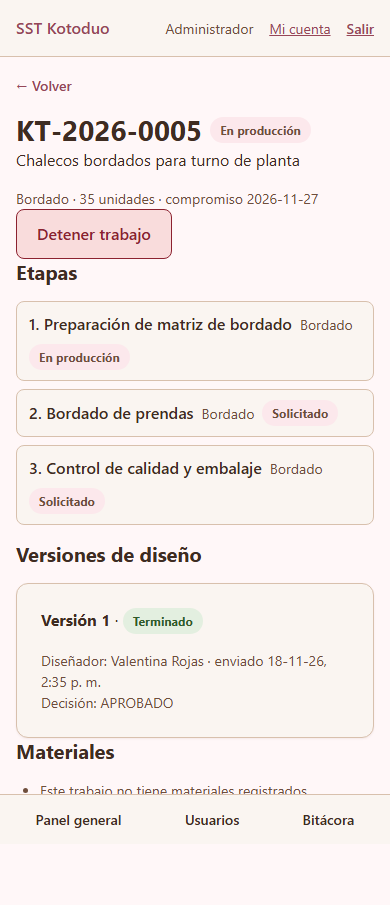 SST Kotoduo Administrador Mi cuenta Salir
← Volver
KT-2026-0005 En producción
Chalecos bordados para turno de planta
Bordado · 35 unidades · compromiso 2026-11-27
Detener trabajo
Etapas
1. Preparación de matriz de bordado Bordado
En producción
2. Bordado de prendas Bordado Solicitado
3. Control de calidad y embalaje Bordado
Solicitado
Versiones de diseño
Versión 1 · Terminado
Diseñador: Valentina Rojas · enviado 18-11-26,
2:35 p. m.
Decisión: APROBADO
Materiales
• Este trabajo no tiene materiales registrados
Panel general Usuarios Bitácora